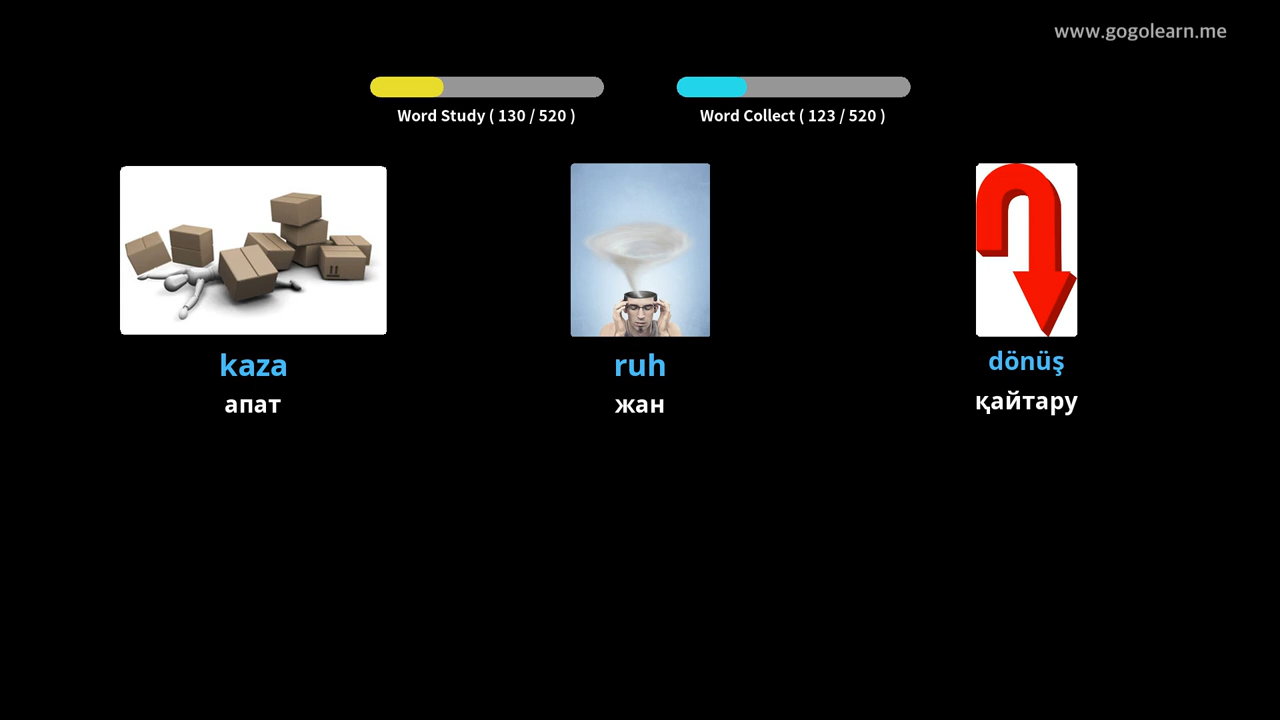 www.gogolearn.me
Word Study ( 130 / 520 )
Word Collect ( 123 / 520 )
kaza
апат
ruh
жан
dönüş
қайтару